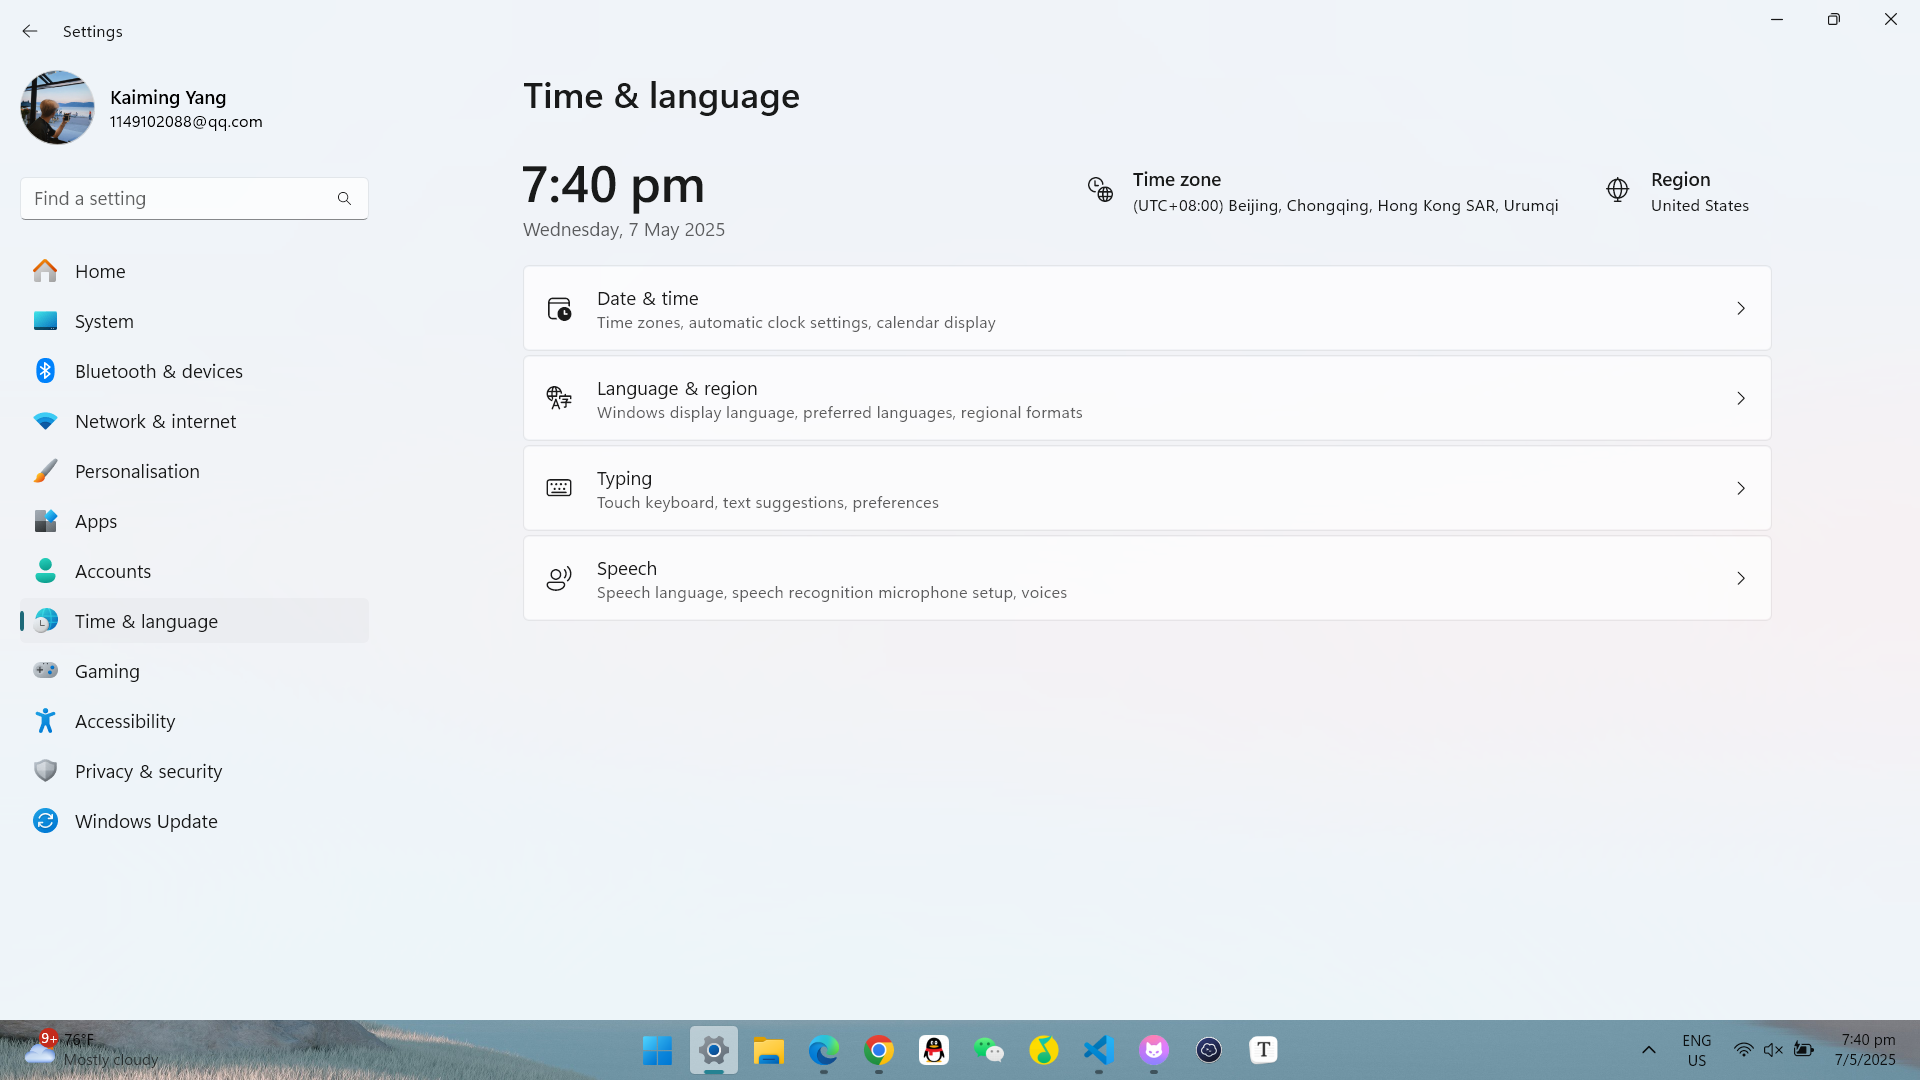 Settings
Kaiming Yang
1149102088@qq.com
Find a setting
Home
System
Bluetooth & devices
Network & internet
Personalisation
Apps
Accounts
Time & language
Gaming
Accessibility
Privacy & security
Windows Update
Time & language
7:40 pm
Wednesday, 7 May 2025
Time zone
(UTC+08:00) Beijing, Chongqing, Hong Kong SAR, Urumqi
Region
United States
Date & time
Time zones, automatic clock settings, calendar display
Language & region
Windows display language, preferred languages, regional formats
Typing
Touch keyboard, text suggestions, preferences
Speech
Speech language, speech recognition microphone setup, voices
9+
76°F
Mostly cloudy
T
ENG
US
7:40 pm
7/5/2025